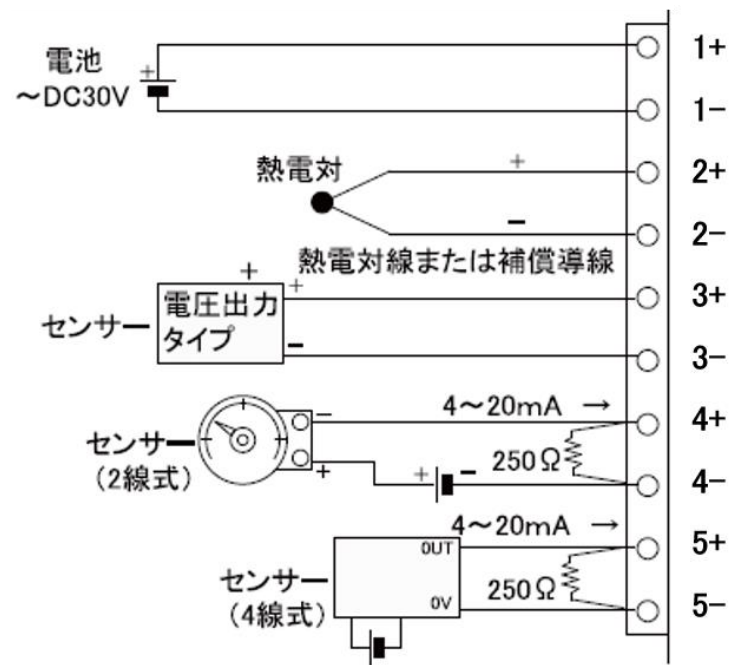 電池
～DC30V
+
1+
1-
熱電対
+
-
2+
2-
熱電対線または補償導線
センサー
+
電圧出力
タイプ
+
-
3+
3-
センサー
(2線式)
-
+
4～20mA →
250Ω
+
-
4+
4-
センサー
(4線式)
OUT
0V
4～20mA →
250Ω
5+
5-